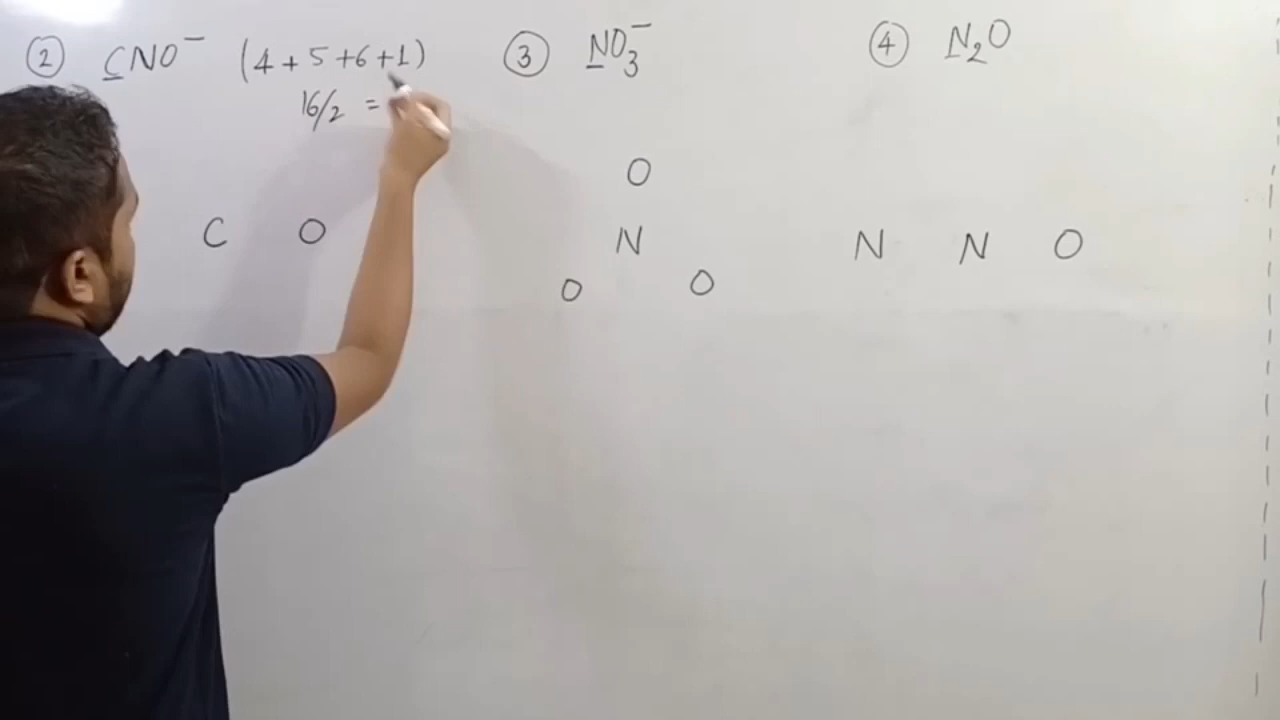 ② CNO⁻ (4+5+6+1)
16/2 =
C O
③ NO₃⁻
O
N
O O
④ N₂O
N N O